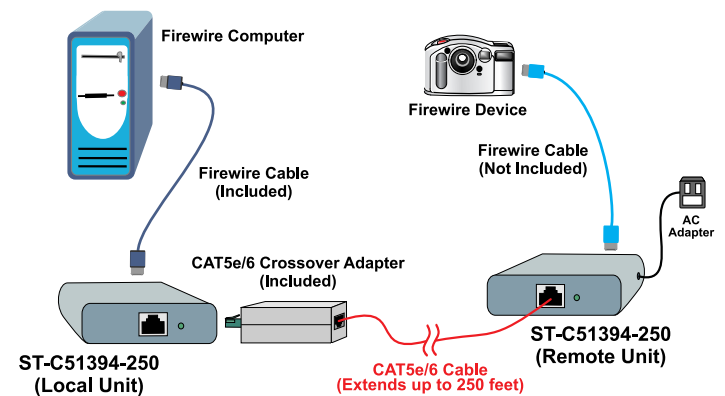 Firewire Computer
Firewire Device
Firewire Cable
(Included)
Firewire Cable
(Not Included)
AC
Adapter
CAT5e/6 Crossover Adapter
(Included)
ST-C51394-250
(Local Unit)
ST-C51394-250
(Remote Unit)
CAT5e/6 Cable
(Extends up to 250 feet)